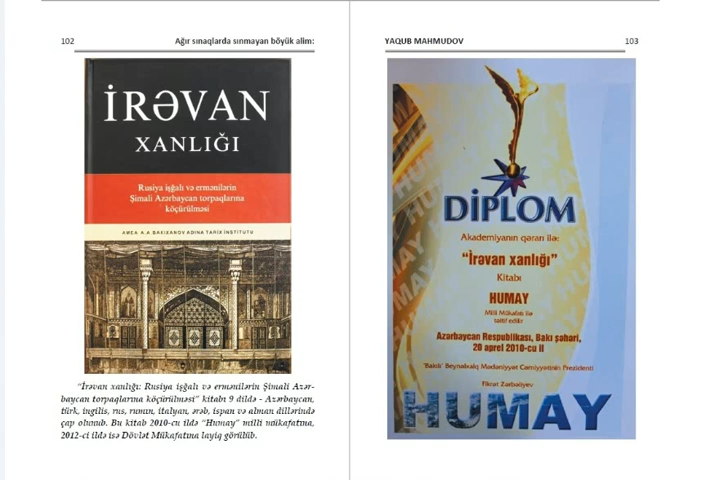 102
Ağır sınaqlarda sınmayan böyük alim:
İRƏVAN
XANLIĞI
Rusiya işğalı və ermənilərin
Şimali Azərbaycan torpaqlarına
köçürülməsi
AMEA A.A.BAKIXANOV ADINA TARİX İNSTİTUTU
"İrəvan xanlığı: Rusiya işğalı və ermənilərin Şimali Azər-
baycan torpaqlarına köçürülməsi" kitabı 9 dildə - Azərbaycan,
türk, ingilis, rus, rumın, italyan, ərəb, ispan və alman dillərində
çap olunub. Bu kitab 2010-cu ildə "Humay" milli mükafatına,
2012-ci ildə isə Dövlət Mükafatına layiq görülüb.
YAQUB MAHMUDOV
103
DİPLOM
Akademiyanın qərarı ilə:
"İrəvan xanlığı"
Kitabı
HUMAY
Milli Mükafatı ilə
təltif edilir
Azərbaycan Respublikası, Bakı şəhəri,
20 aprel 2010-cu il
Beynəlxalq Mədəniyyət Cəmiyyətinin Prezidenti
Fikrət Zərbəliyev
HUMAY